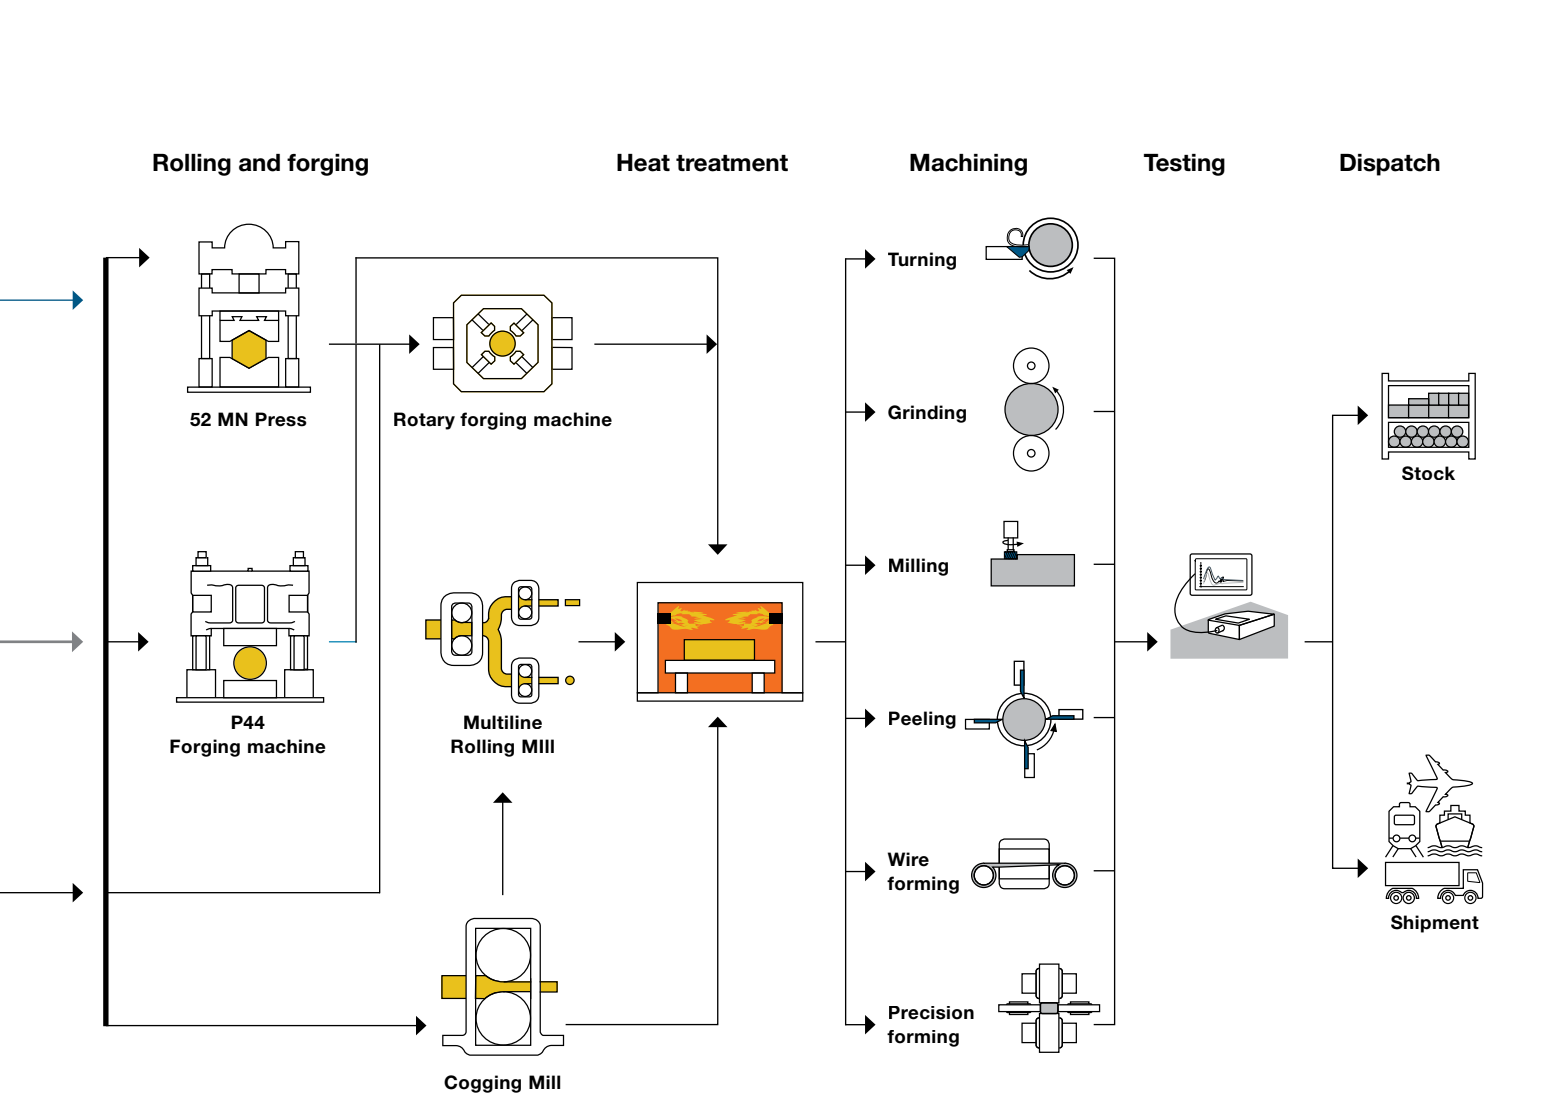 Rolling and forging
Heat treatment
Machining
Testing
Dispatch
Turning
52 MN Press
Rotary forging machine
Grinding
Stock
Milling
P44
Forging machine
Multiline
Rolling MIll
Peeling
Wire
forming
Shipment
Precision
forming
Cogging Mill